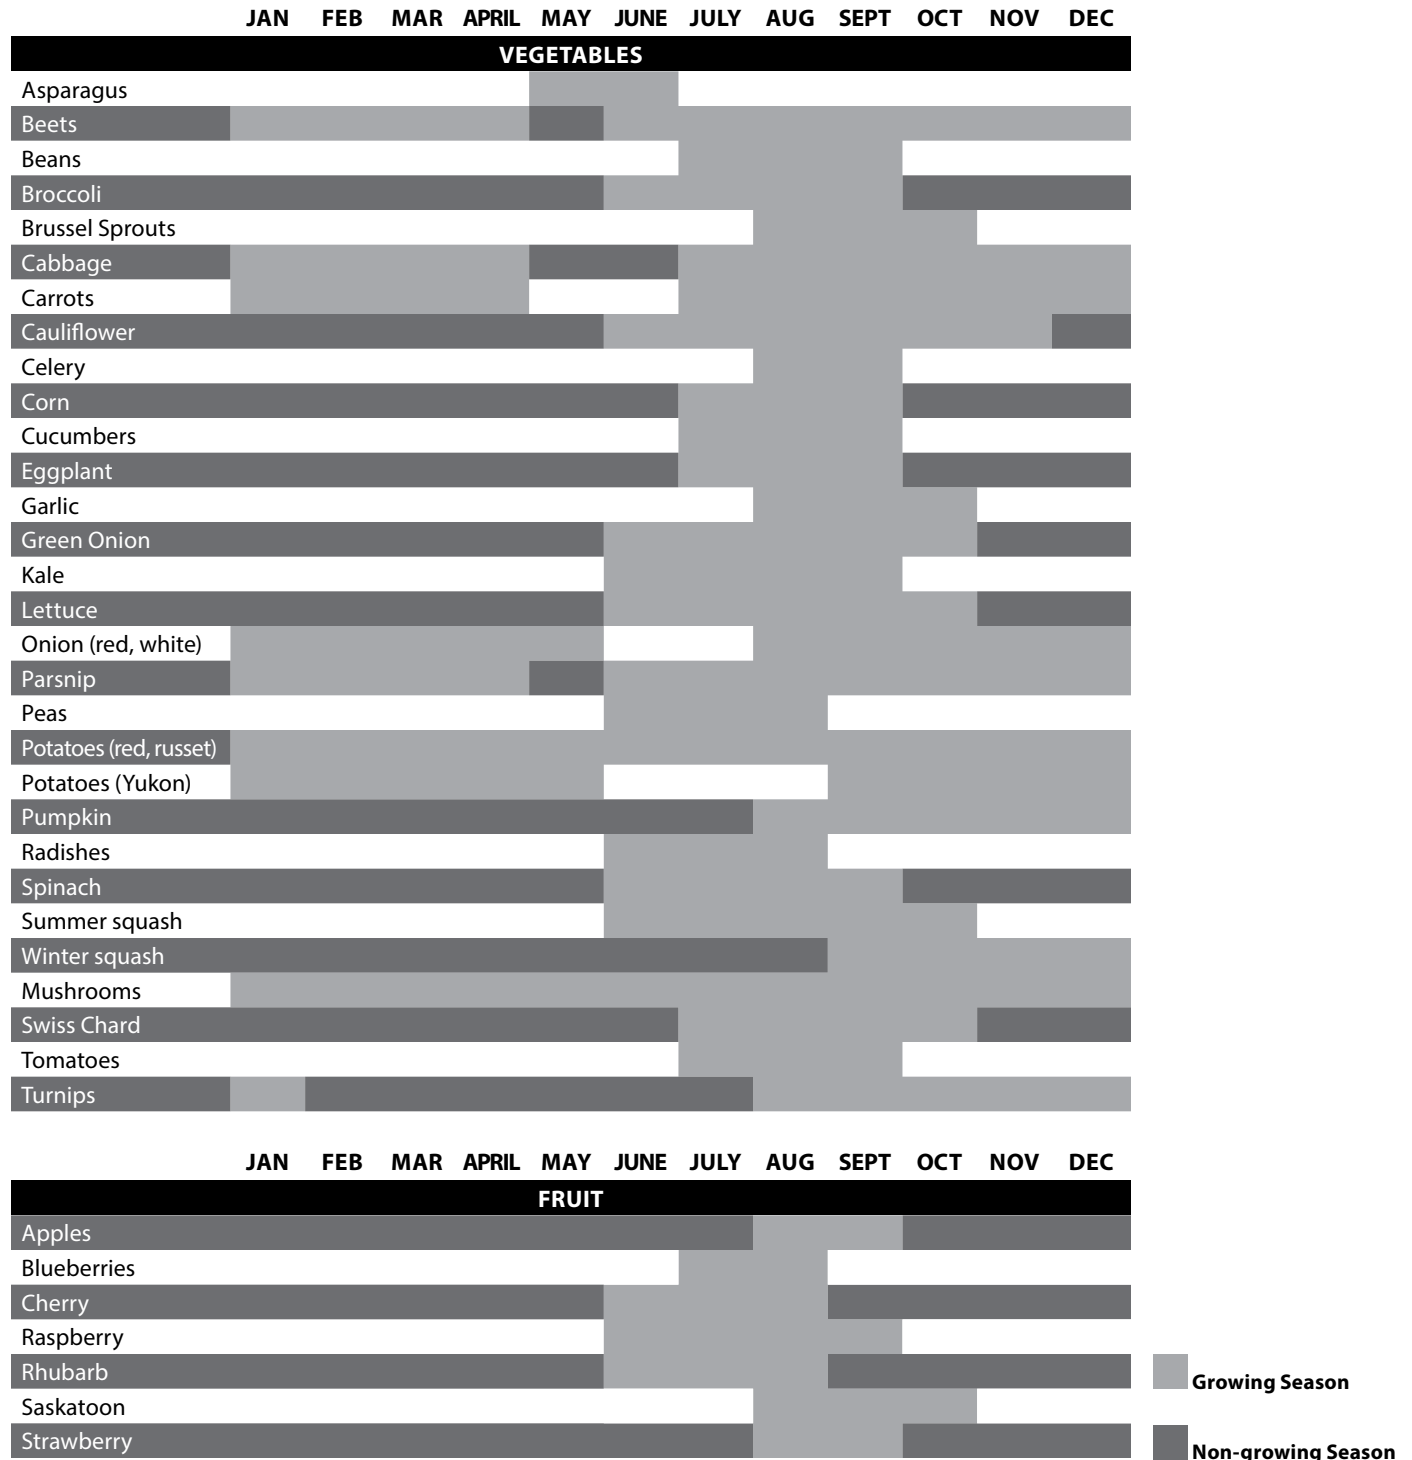 JAN FEB MAR APRIL MAY JUNE JULY AUG SEPT OCT NOV DEC
VEGETABLES
Asparagus
Beets
Beans
Broccoli
Brussel Sprouts
Cabbage
Carrots
Cauliflower
Celery
Corn
Cucumbers
Eggplant
Garlic
Green Onion
Kale
Lettuce
Onion (red, white)
Parsnip
Peas
Potatoes (red, russet)
Potatoes (Yukon)
Pumpkin
Radishes
Spinach
Summer squash
Winter squash
Mushrooms
Swiss Chard
Tomatoes
Turnips
JAN FEB MAR APRIL MAY JUNE JULY AUG SEPT OCT NOV DEC
FRUIT
Apples
Blueberries
Cherry
Raspberry
Rhubarb
Saskatoon
Strawberry
Growing Season
Non-growing Season